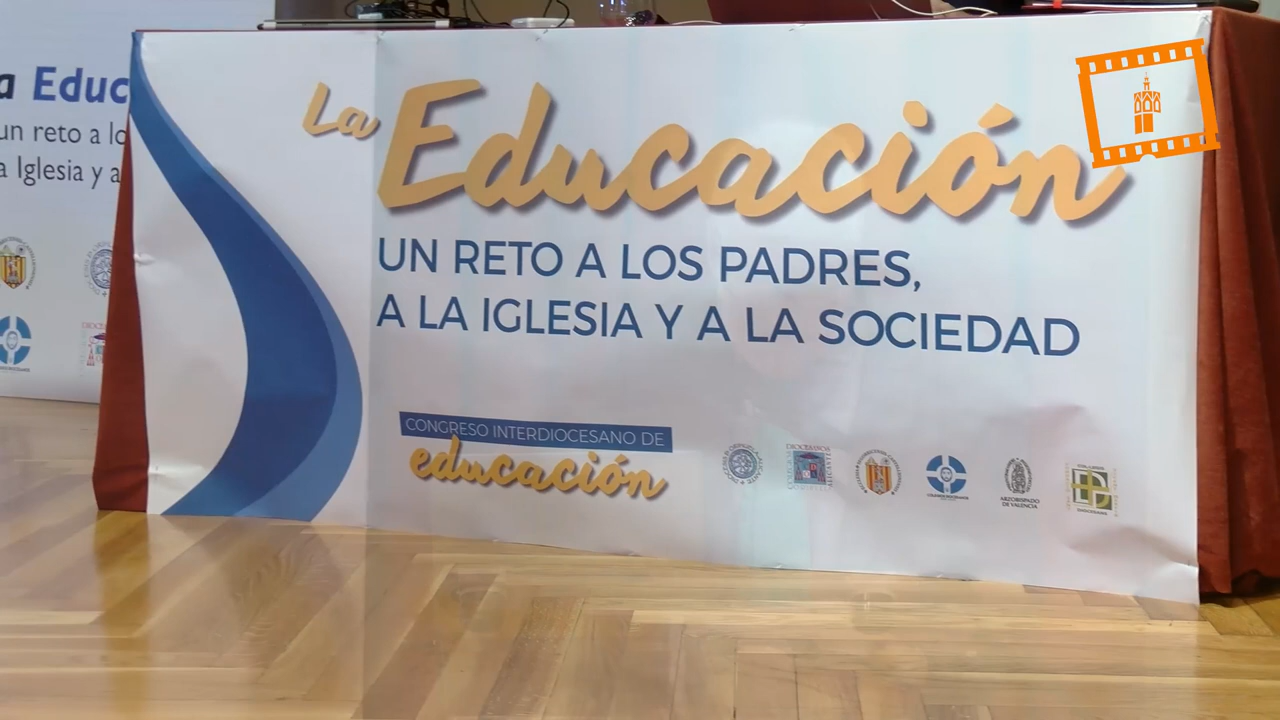 La Educación
UN RETO A LOS PADRES,
A LA IGLESIA Y A LA SOCIEDAD
CONGRESO INTERDIOCESANO DE
educación
ARZOBISPADO
DE VALENCIA
a Educ
un reto a lo
a Iglesia y a